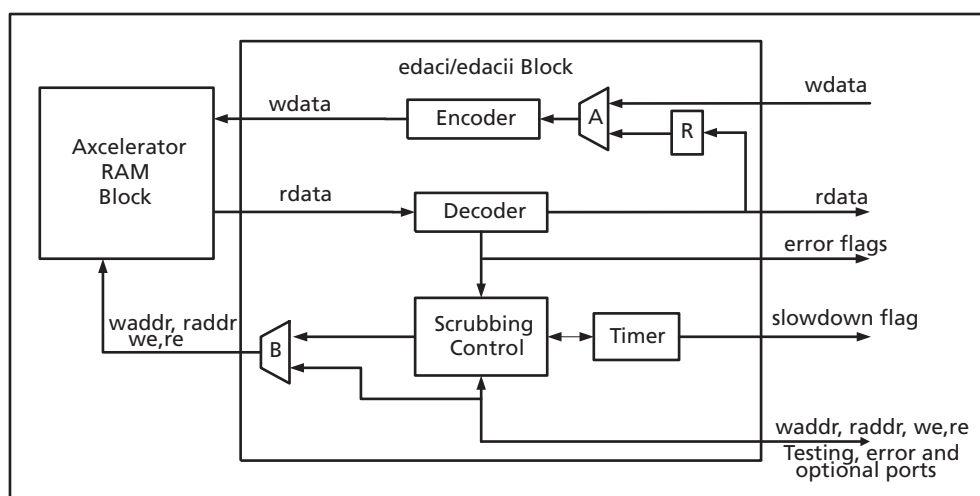 edaci/edacii Block
wdata
wdata
Encoder
A
R
Axcelerator
RAM
Block
rdata
Decoder
rdata
error flags
waddr, raddr
we,re
B
Scrubbing
Control
Timer
slowdown flag
waddr, raddr, we,re
Testing, error and
optional ports